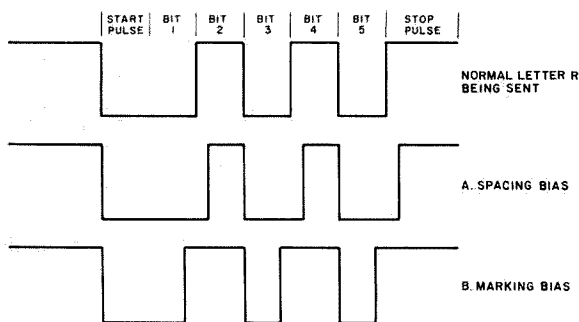 START PULSE
BIT 1
BIT 2
BIT 3
BIT 4
BIT 5
STOP PULSE
NORMAL LETTER R
BEING SENT
A. SPACING BIAS
B. MARKING BIAS